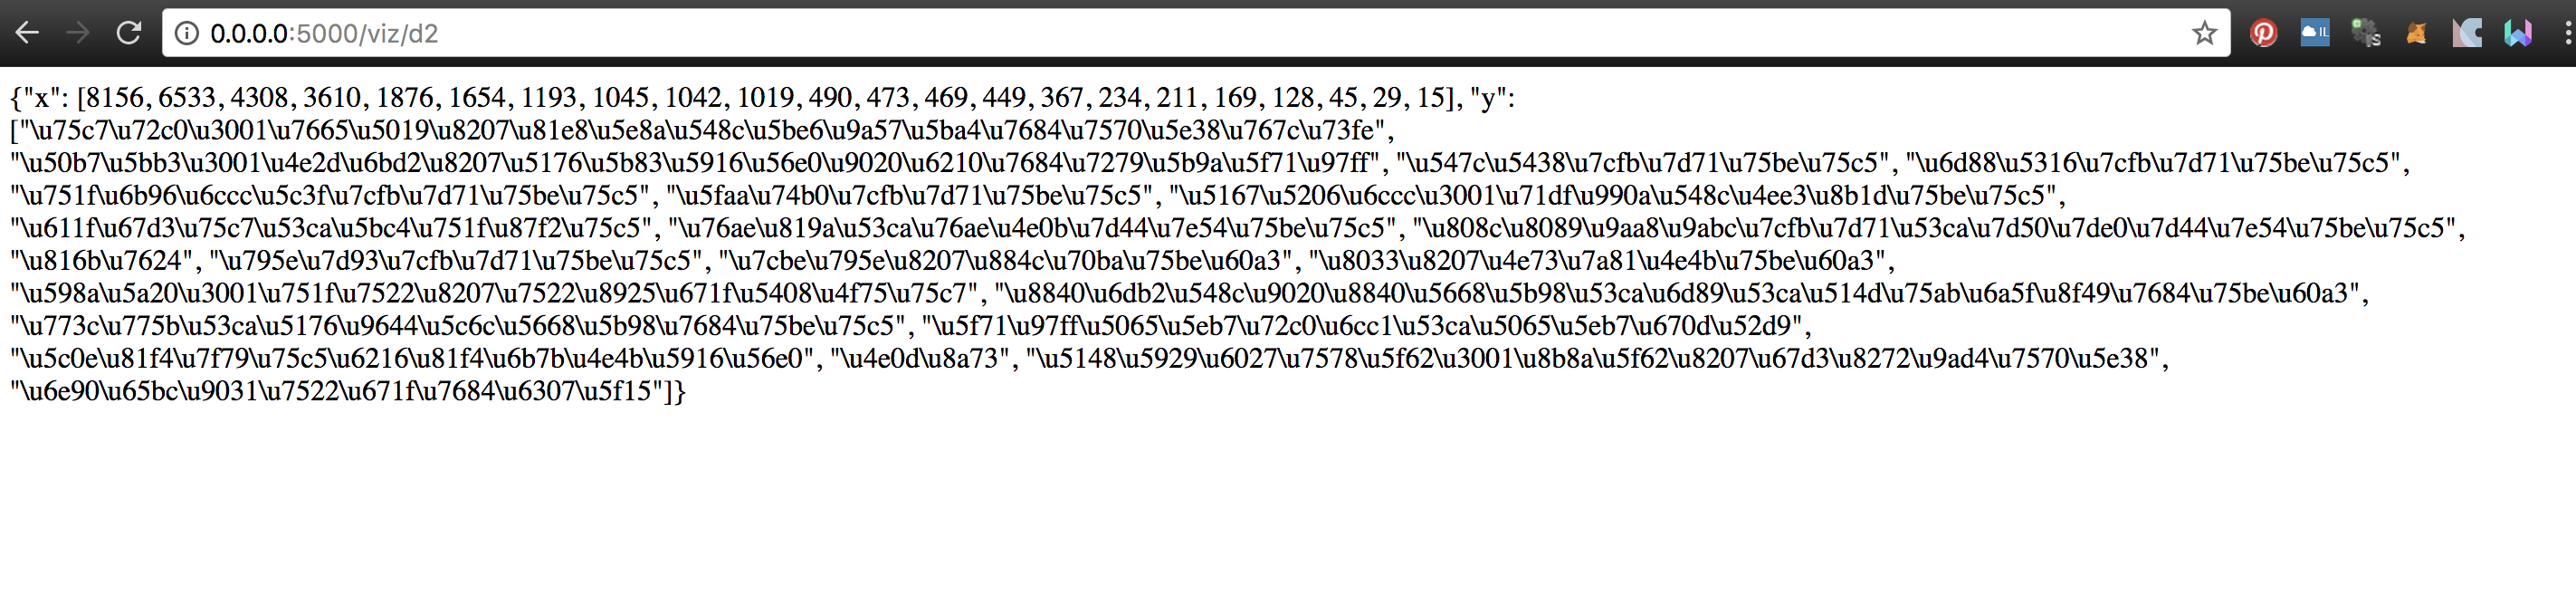 0.0.0.0:5000/viz/d2
IL
S
{"x": [8156, 6533, 4308, 3610, 1876, 1654, 1193, 1045, 1042, 1019, 490, 473, 469, 449, 367, 234, 211, 169, 128, 45, 29, 15], "y":
["\u75c7\u72c0\u3001\u7665\u5019\u8207\u81e8\u5e8a\u548c\u5be6\u9a57\u5ba4\u7684\u7570\u5e38\u767c\u73fe",
"\u50b7\u5bb3\u3001\u4e2d\u6bd2\u8207\u5176\u5b83\u5916\u56e0\u9020\u6210\u7684\u7279\u5b9a\u5f71\u97ff", "\u547c\u5438\u7cfb\u7d71\u75be\u75c5", "\u6d88\u5316\u7cfb\u7d71\u75be\u75c5",
"\u751f\u6b96\u6ccc\u5c3f\u7cfb\u7d71\u75be\u75c5", "\u5faa\u74b0\u7cfb\u7d71\u75be\u75c5", "\u5167\u5206\u6ccc\u3001\u71df\u990a\u548c\u4ee3\u8b1d\u75be\u75c5",
"\u611f\u67d3\u75c7\u53ca\u5bc4\u751f\u87f2\u75c5", "\u76ae\u819a\u53ca\u76ae\u4e0b\u7d44\u7e54\u75be\u75c5", "\u808c\u8089\u9aa8\u9abc\u7cfb\u7d71\u53ca\u7d50\u7de0\u7d44\u7e54\u75be\u75c5",
"\u816b\u7624", "\u795e\u7d93\u7cfb\u7d71\u75be\u75c5", "\u7cbe\u795e\u8207\u884c\u70ba\u75be\u60a3", "\u8033\u8207\u4e73\u7a81\u4e4b\u75be\u60a3",
"\u598a\u5a20\u3001\u751f\u7522\u8207\u7522\u8925\u671f\u5408\u4f75\u75c7", "\u8840\u6db2\u548c\u9020\u8840\u5668\u5b98\u53ca\u6d89\u53ca\u514d\u75ab\u6a5f\u8f49\u7684\u75be\u60a3",
"\u773c\u775b\u53ca\u5176\u9644\u5c6c\u5668\u5b98\u7684\u75be\u75c5", "\u5f71\u97ff\u5065\u5eb7\u72c0\u6cc1\u53ca\u5065\u5eb7\u670d\u52d9",
"\u5c0e\u81f4\u7f79\u75c5\u6216\u81f4\u6b7b\u4e4b\u5916\u56e0", "\u4e0d\u8a73", "\u5148\u5929\u6027\u7578\u5f62\u3001\u8b8a\u5f62\u8207\u67d3\u8272\u9ad4\u7570\u5e38",
"\u6e90\u65bc\u9031\u7522\u671f\u7684\u6307\u5f15"]}